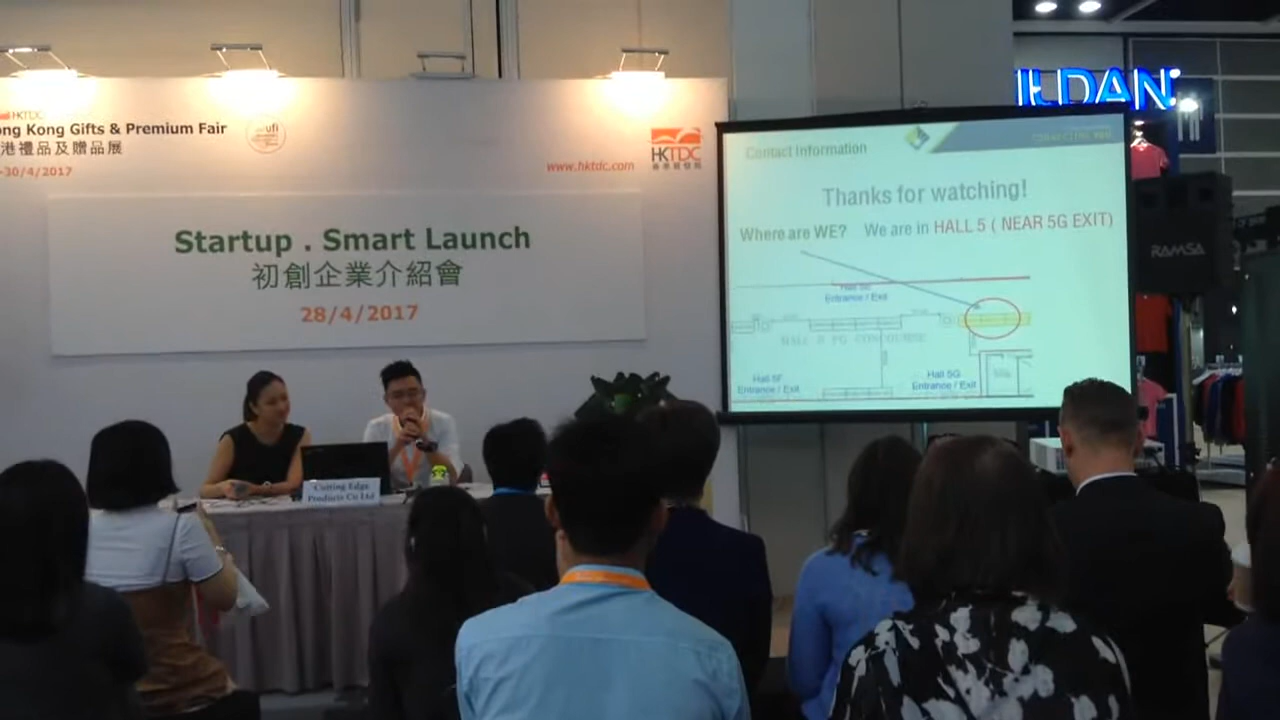 HKTDC
ong Kong Gifts & Premium Fair
港禮品及贈品展
-30/4/2017
ufi
www.hktdc.com
HKTDC
Startup . Smart Launch
初創企業介紹會
28/4/2017
Cutting Edge
Products Co Ltd
ILDAN
RAMSA
Contact Information
Thanks for watching!
Where are WE? We are in HALL 5 ( NEAR 5G EXIT)
Entrance / Exit
Hall 5F
Entrance / Exit
Hall 5G
Entrance / Exit